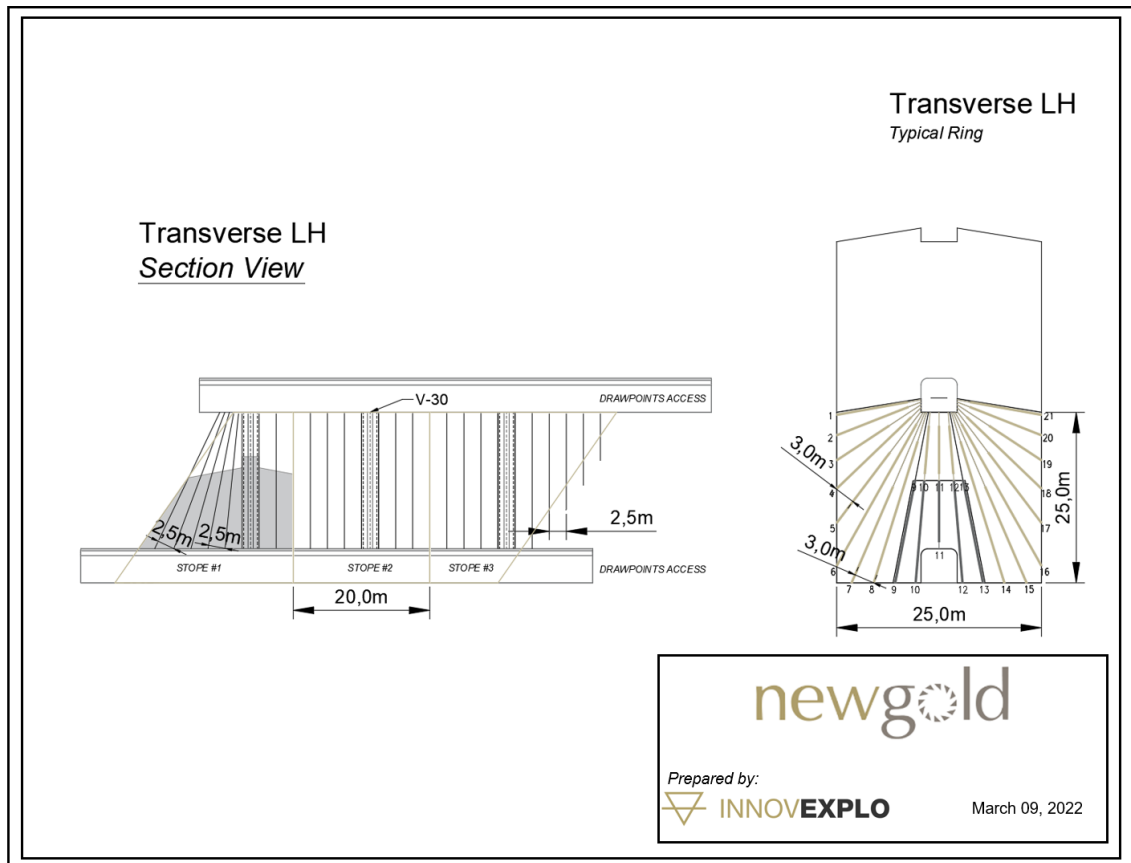 Transverse LH
Typical Ring
Transverse LH
Section View
V-30
DRAWPOINTS ACCESS
2,5m
2,5m
2,5m
STOPE #1
STOPE #2
STOPE #3
DRAWPOINTS ACCESS
20,0m
1
2
3
4
5
6
7
8
9
10
11
12
13
14
15
16
17
18
19
20
21
9
10
11
12
13
3,0m
3,0m
25,0m
25,0m
newgold
Prepared by:
INNOVEXPLO
March 09, 2022